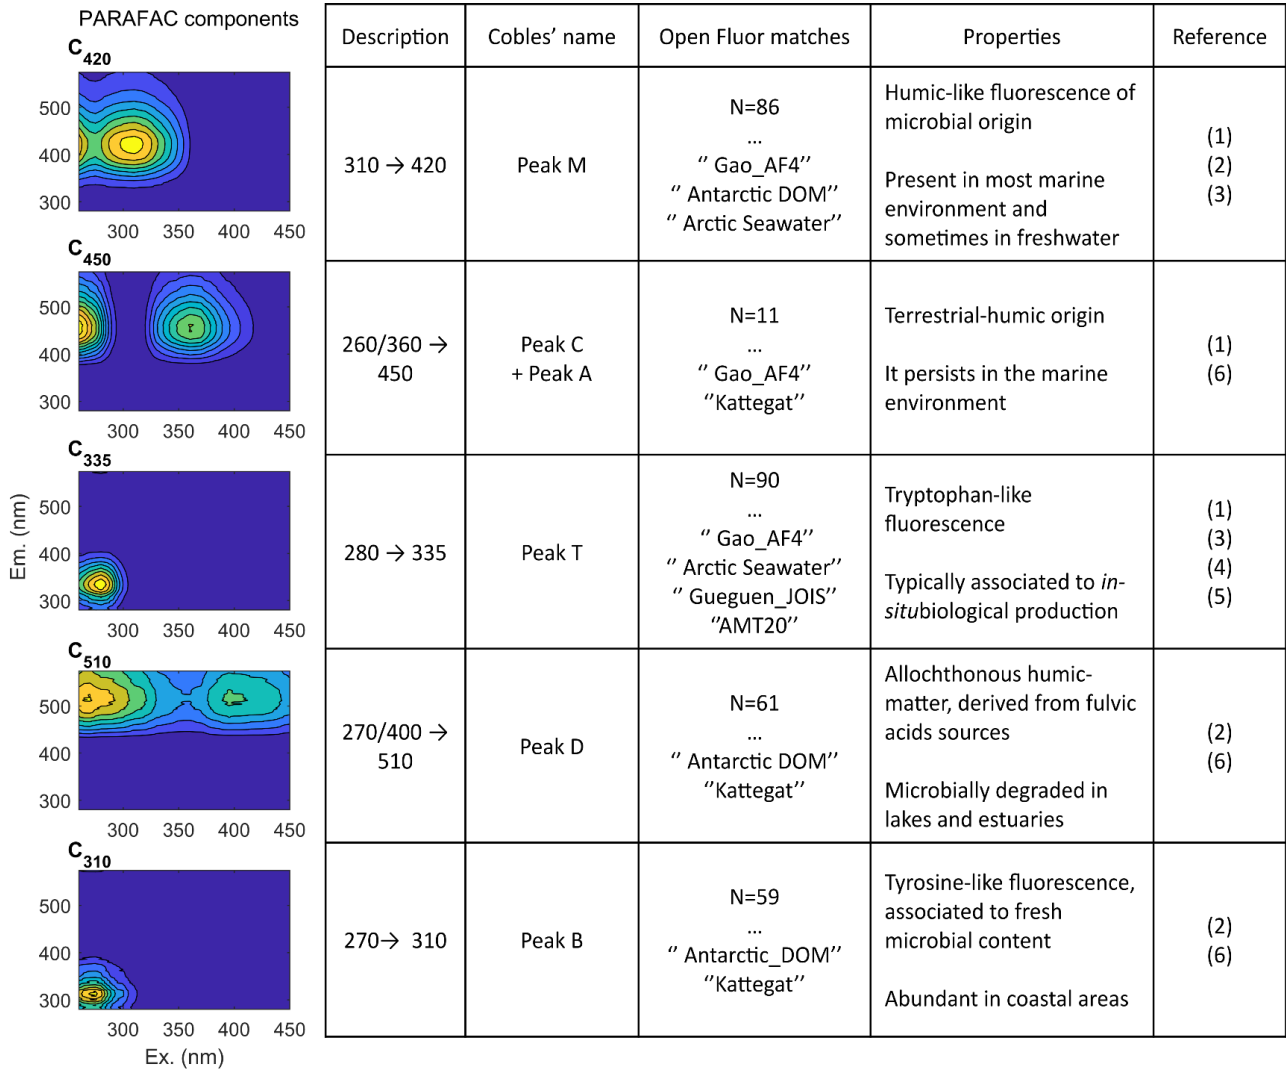 PARAFAC components
Description
Cobles’ name
Open Fluor matches
Properties
Reference
C420
500
400
300
300 350 400 450
310 → 420
Peak M
N=86
...
‘’ Gao_AF4’’
‘’ Antarctic DOM’’
‘’ Arctic Seawater’’
Humic-like fluorescence of
microbial origin
Present in most marine
environment and
sometimes in freshwater
(1)
(2)
(3)
C450
500
400
300
300 350 400 450
260/360 →
450
Peak C
+ Peak A
N=11
...
‘’ Gao_AF4’’
‘’Kattegat’’
Terrestrial-humic origin
It persists in the marine
environment
(1)
(6)
C335
500
400
300
300 350 400 450
280 → 335
Peak T
N=90
...
‘’ Gao_AF4’’
‘’ Arctic Seawater’’
‘’ Gueguen_JOIS’’
‘’AMT20’’
Tryptophan-like
fluorescence
Typically associated to in-
situbiological production
(1)
(3)
(4)
(5)
Em. (nm)
C510
500
400
300
300 350 400 450
270/400 →
510
Peak D
N=61
...
‘’ Antarctic DOM’’
‘’Kattegat’’
Allochthonous humic-
matter, derived from fulvic
acids sources
Microbially degraded in
lakes and estuaries
(2)
(6)
C310
500
400
300
300 350 400 450
Ex. (nm)
270→ 310
Peak B
N=59
...
‘’ Antarctic_DOM’’
‘’Kattegat’’
Tyrosine-like fluorescence,
associated to fresh
microbial content
Abundant in coastal areas
(2)
(6)